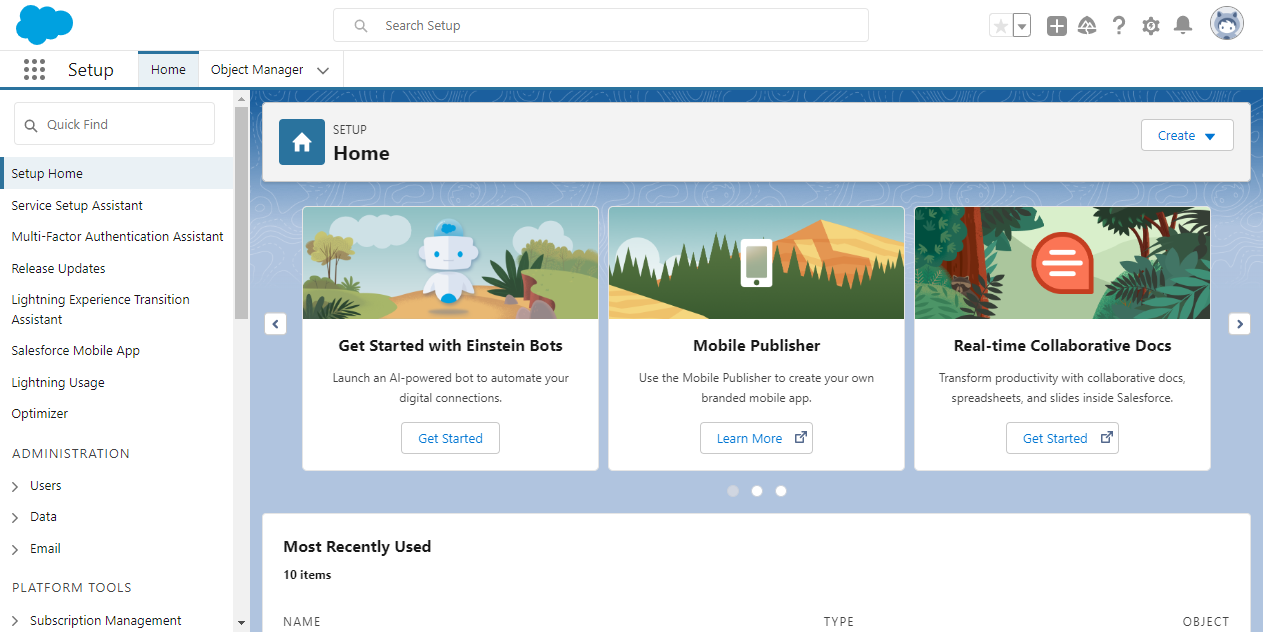 Search Setup
Setup
Home
Object Manager
Quick Find
Setup Home
Service Setup Assistant
Multi-Factor Authentication Assistant
Release Updates
Lightning Experience Transition
Assistant
Salesforce Mobile App
Lightning Usage
Optimizer
ADMINISTRATION
Users
Data
Email
PLATFORM TOOLS
Subscription Management
SETUP
Home
Create
Get Started with Einstein Bots
Launch an AI-powered bot to automate your
digital connections.
Get Started
Mobile Publisher
Use the Mobile Publisher to create your own
branded mobile app.
Learn More
Real-time Collaborative Docs
Transform productivity with collaborative docs,
spreadsheets, and slides inside Salesforce.
Get Started
Most Recently Used
10 items
NAME TYPE OBJECT